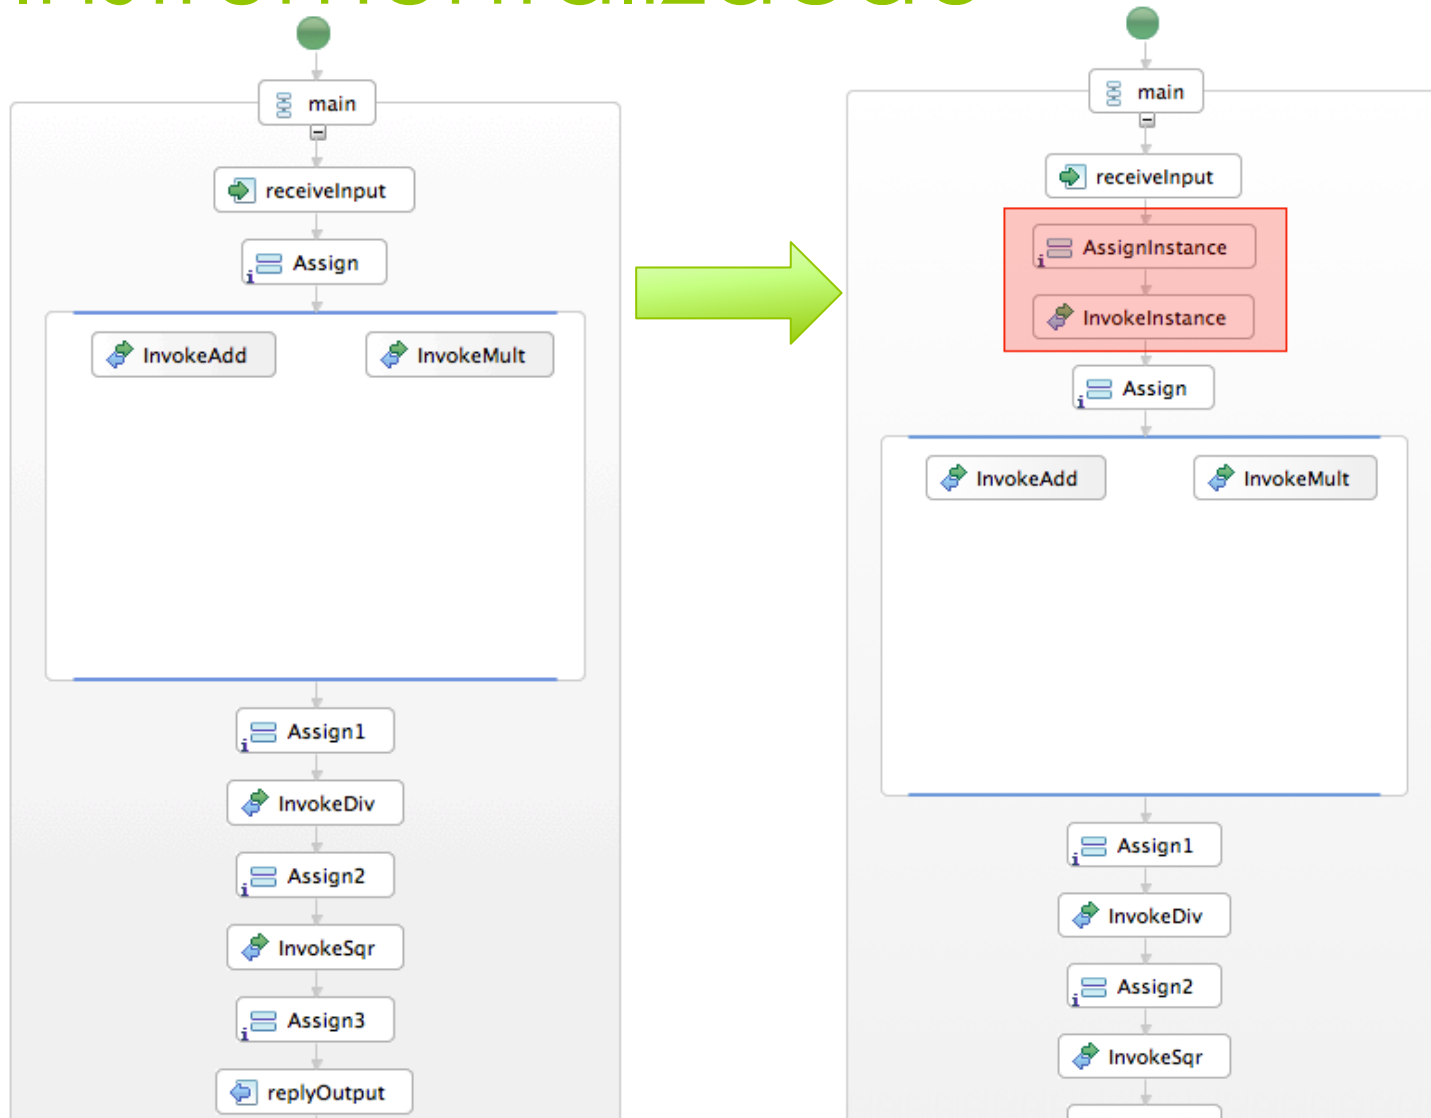 main
receiveInput
Assign
InvokeAdd
InvokeMult
Assign1
InvokeDiv
Assign2
InvokeSqr
Assign3
replyOutput
main
receiveInput
AssignInstance
InvokeInstance
Assign
InvokeAdd
InvokeMult
Assign1
InvokeDiv
Assign2
InvokeSqr